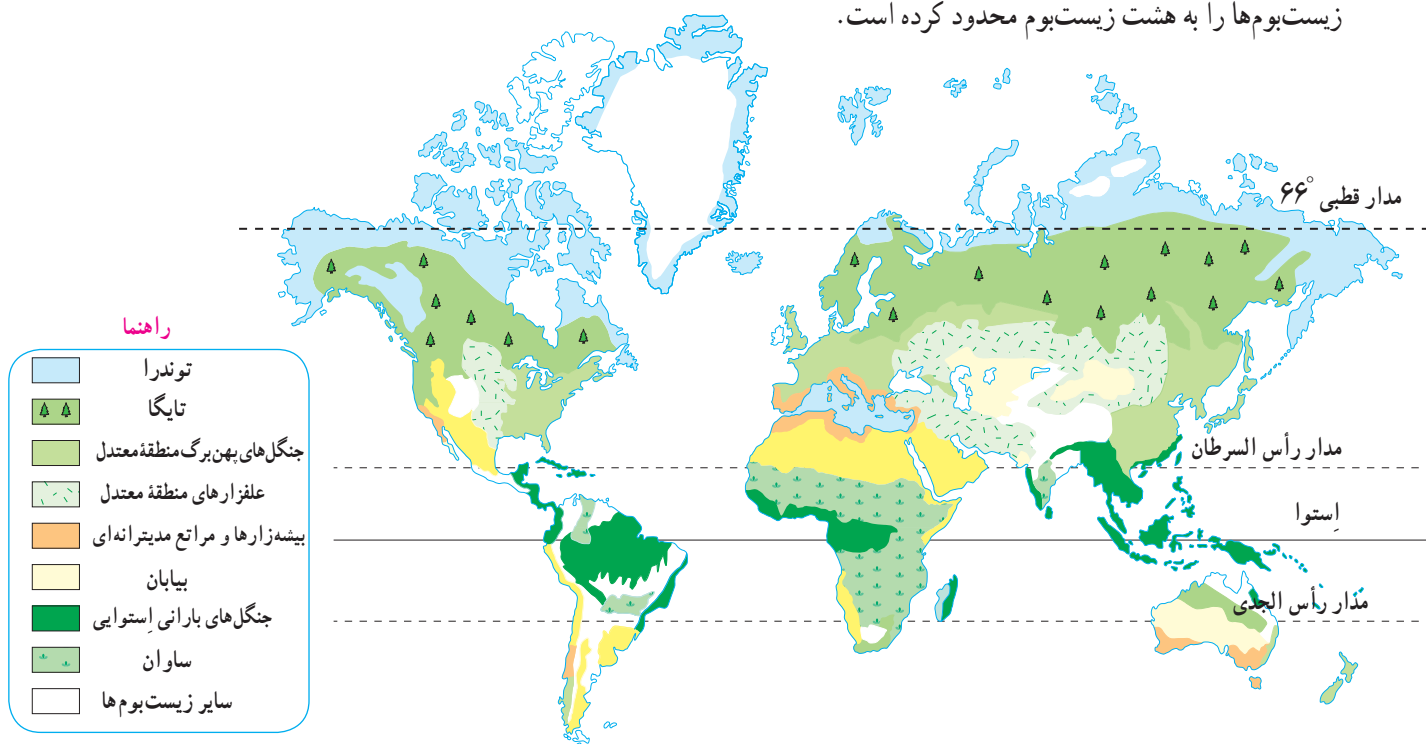 زیست‌بوم‌ها را به هشت زیست‌بوم محدود کرده است.
مدار قطبی ۶۶°
مدار رأس السرطان
اِستوا
مدار رأس الجدی
راهنما
توندرا
تایگا
جنگل‌های پهن‌برگ منطقهٔ معتدل
علفزارهای منطقهٔ معتدل
بیشه‌زارها و مراتع مدیترانه‌ای
بیابان
جنگل‌های بارانی اِستوایی
ساوان
سایر زیست‌بوم‌ها